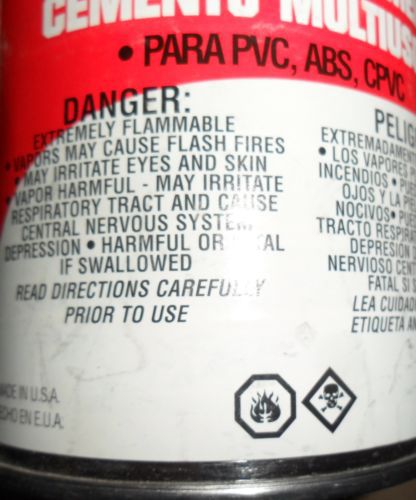 CEMENTO MULTIUS
• PARA PVC, ABS, CPVC
DANGER:
EXTREMELY FLAMMABLE
• VAPORS MAY CAUSE FLASH FIRES
• MAY IRRITATE EYES AND SKIN
• VAPOR HARMFUL - MAY IRRITATE
RESPIRATORY TRACT AND CAUSE
CENTRAL NERVOUS SYSTEM
DEPRESSION • HARMFUL OR FATAL
IF SWALLOWED
READ DIRECTIONS CAREFULLY
PRIOR TO USE
PELIG
EXTREMADAMEN
• LOS VAPORES P
INCENDIOS •
OJOS Y LA P
NOCIVOS •
TRACTO RESPIRAT
DEPRESION D
NERVIOSO CEN
FATAL SI S
LEA CUIDAD
ETIQUETA AN
MADE IN U.S.A.
HECHO EN E.U.A.